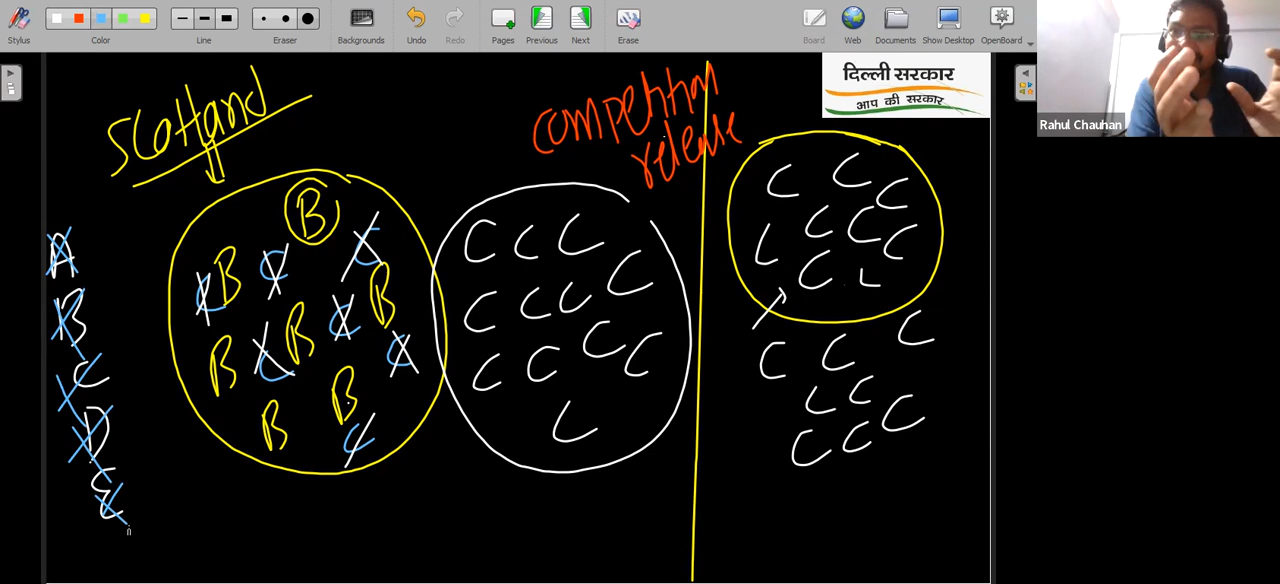 Stylus
Color
Line
Eraser
Backgrounds
Undo
Redo
Pages
Previous
Next
Erase
Board
Web
Documents
Show Desktop
OpenBoard
Rahul Chauhan
दिल्ली सरकार
आप की सरकार
Scotland
competition
release
B
C C
C B
B
B C
B C C
B
B C
C C C
C
C C C
C
C C C
C
C C
C
C C
C
C C
C
C
C
C C
C C
C
C C
A
B
C
D
E